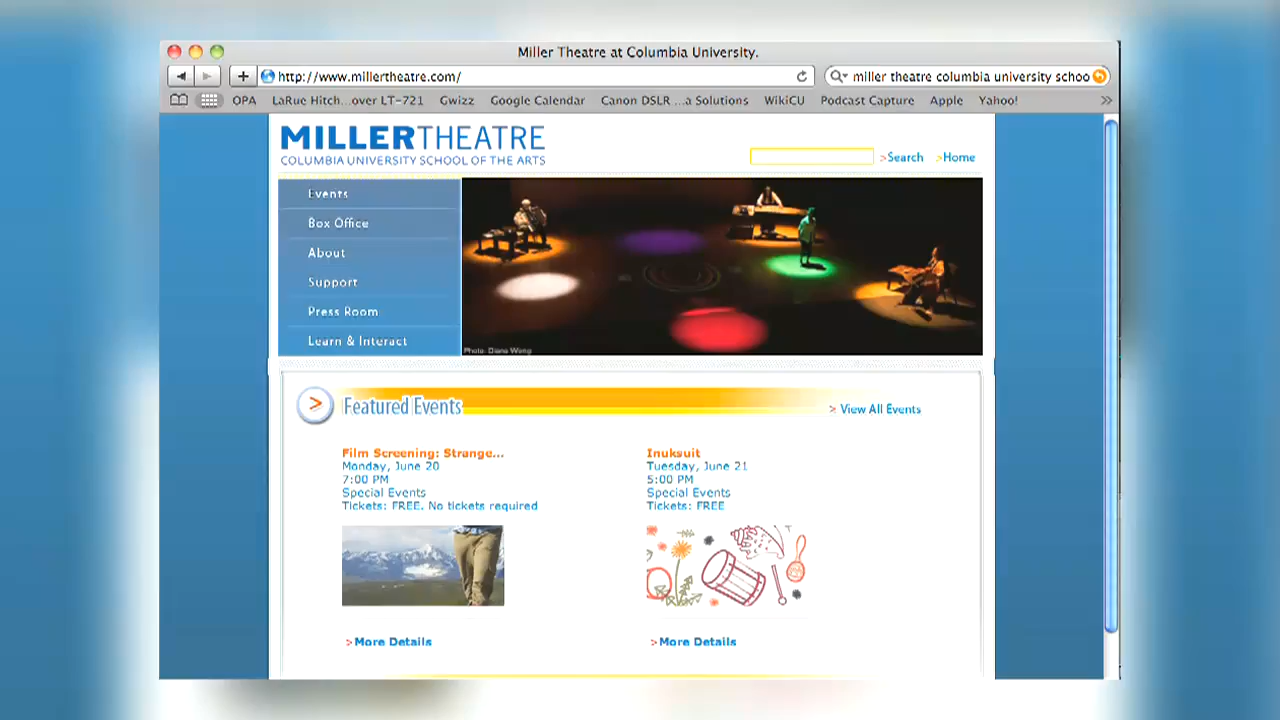 Miller Theatre at Columbia University.
http://www.millertheatre.com/
miller theatre columbia university schoo
OPA LaRue Hitch...over LT-721 Gwizz Google Calendar Canon DSLR ...a Solutions WikiCU Podcast Capture Apple Yahoo!
MILLERTHEATRE
COLUMBIA UNIVERSITY SCHOOL OF THE ARTS
>Search >Home
Events
Box Office
About
Support
Press Room
Learn & Interact
Photo: Diane Wong
> Featured Events
> View All Events
Film Screening: Strange...
Monday, June 20
7:00 PM
Special Events
Tickets: FREE. No tickets required
>More Details
Inuksuit
Tuesday, June 21
5:00 PM
Special Events
Tickets: FREE
>More Details